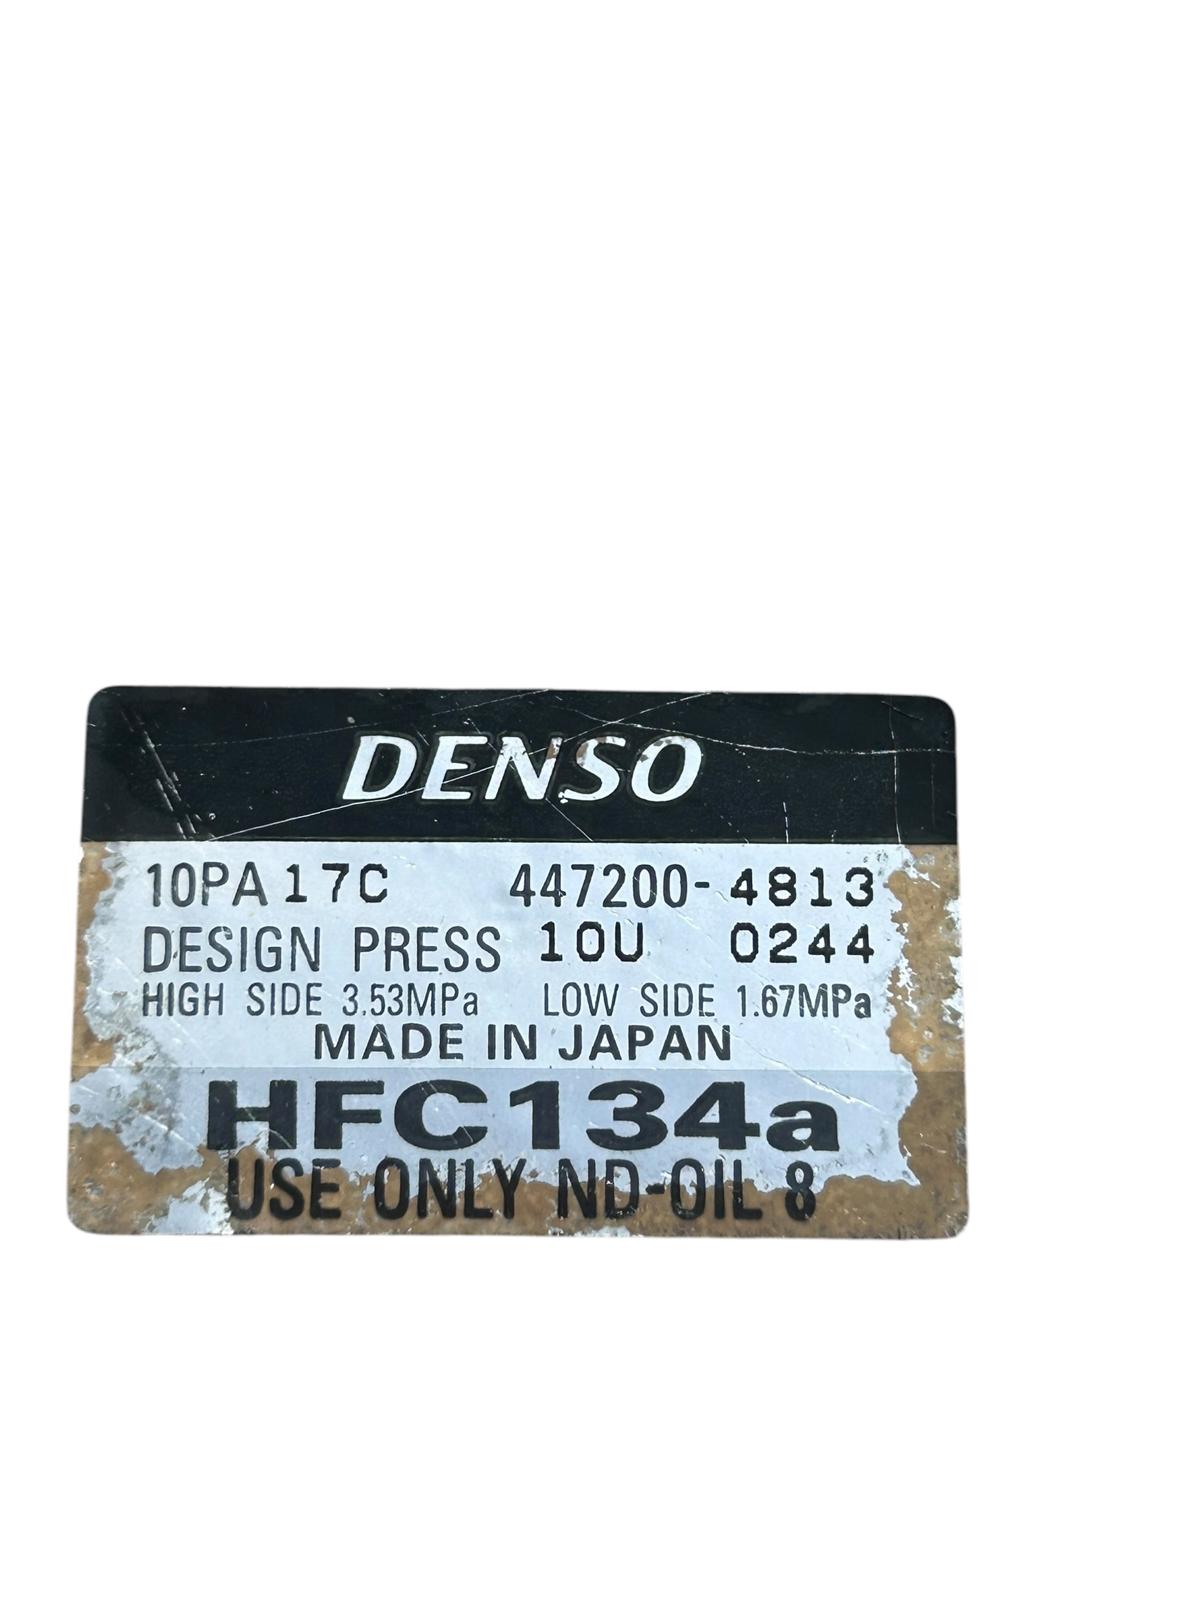 DENSO
10PA17C 447200-4813
DESIGN PRESS 10U 0244
HIGH SIDE 3.53MPa LOW SIDE 1.67MPa
MADE IN JAPAN
HFC134a
USE ONLY ND-OIL 8